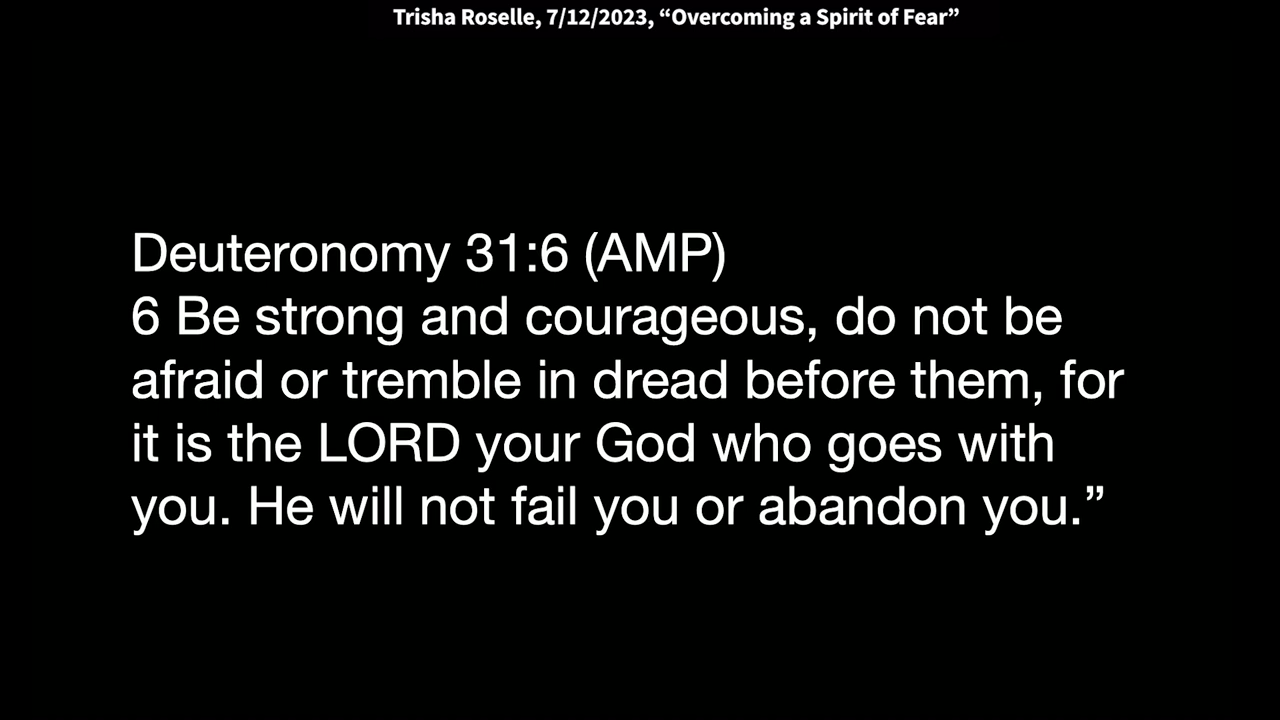 Trisha Roselle, 7/12/2023, “Overcoming a Spirit of Fear”
Deuteronomy 31:6 (AMP)
6 Be strong and courageous, do not be
afraid or tremble in dread before them, for
it is the LORD your God who goes with
you. He will not fail you or abandon you.”